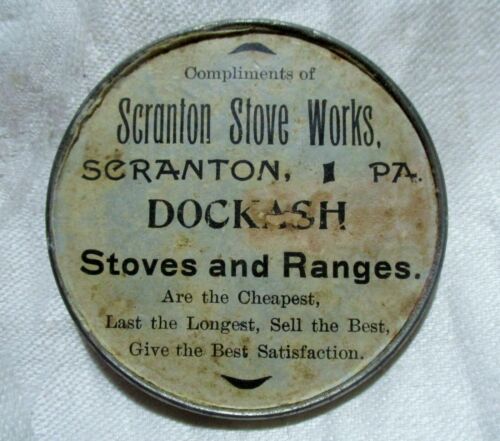 Compliments of
Scranton Stove Works,
SCRANTON, PA.
DOCKASH
Stoves and Ranges.
Are the Cheapest,
Last the Longest, Sell the Best,
Give the Best Satisfaction.